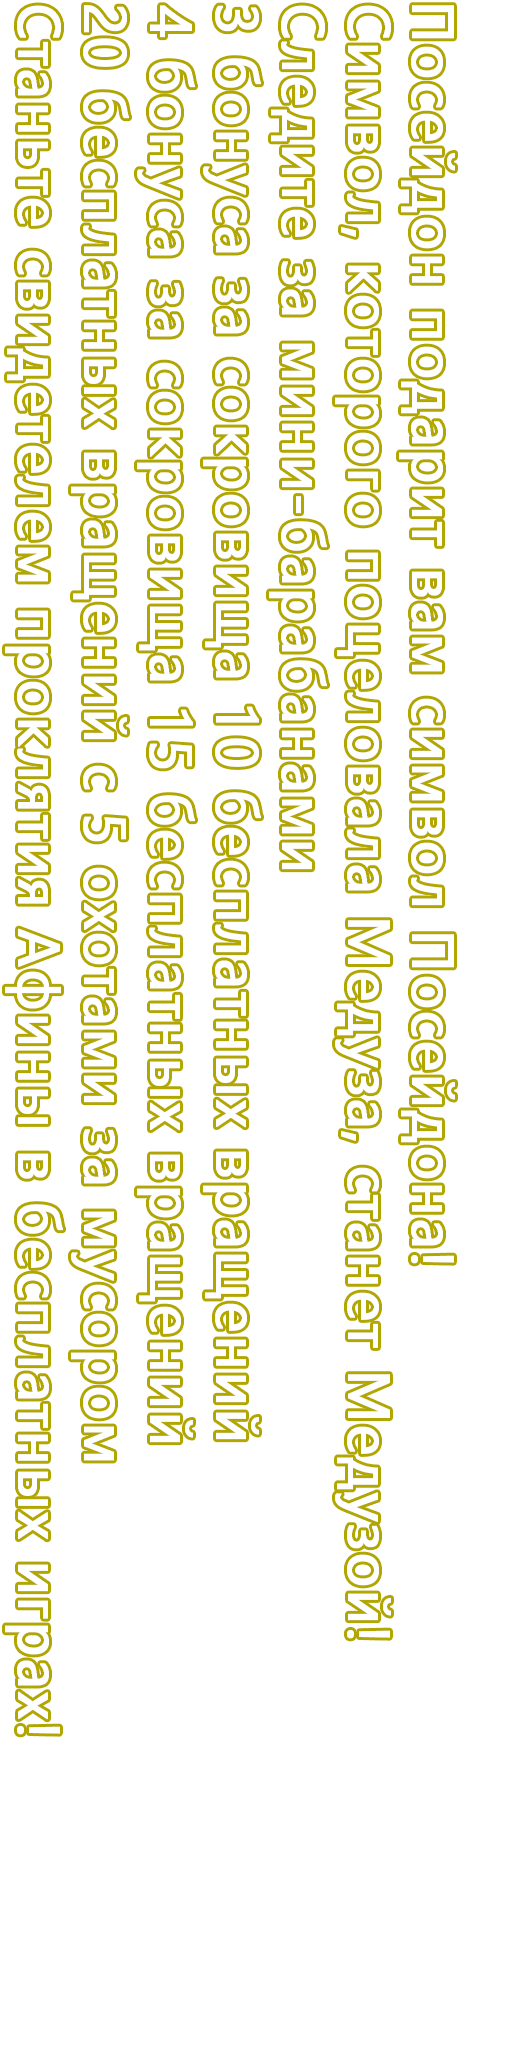 Посейдон подарит вам символ Посейдона!
Символ, которого поцеловала Медуза, станет Медузой!
Следите за мини-барабанами
3 бонуса за сокровища 10 бесплатных вращений
4 бонуса за сокровища 15 бесплатных вращений
20 бесплатных вращений с 5 охотами за мусором
Станьте свидетелем проклятия Афины в бесплатных играх!